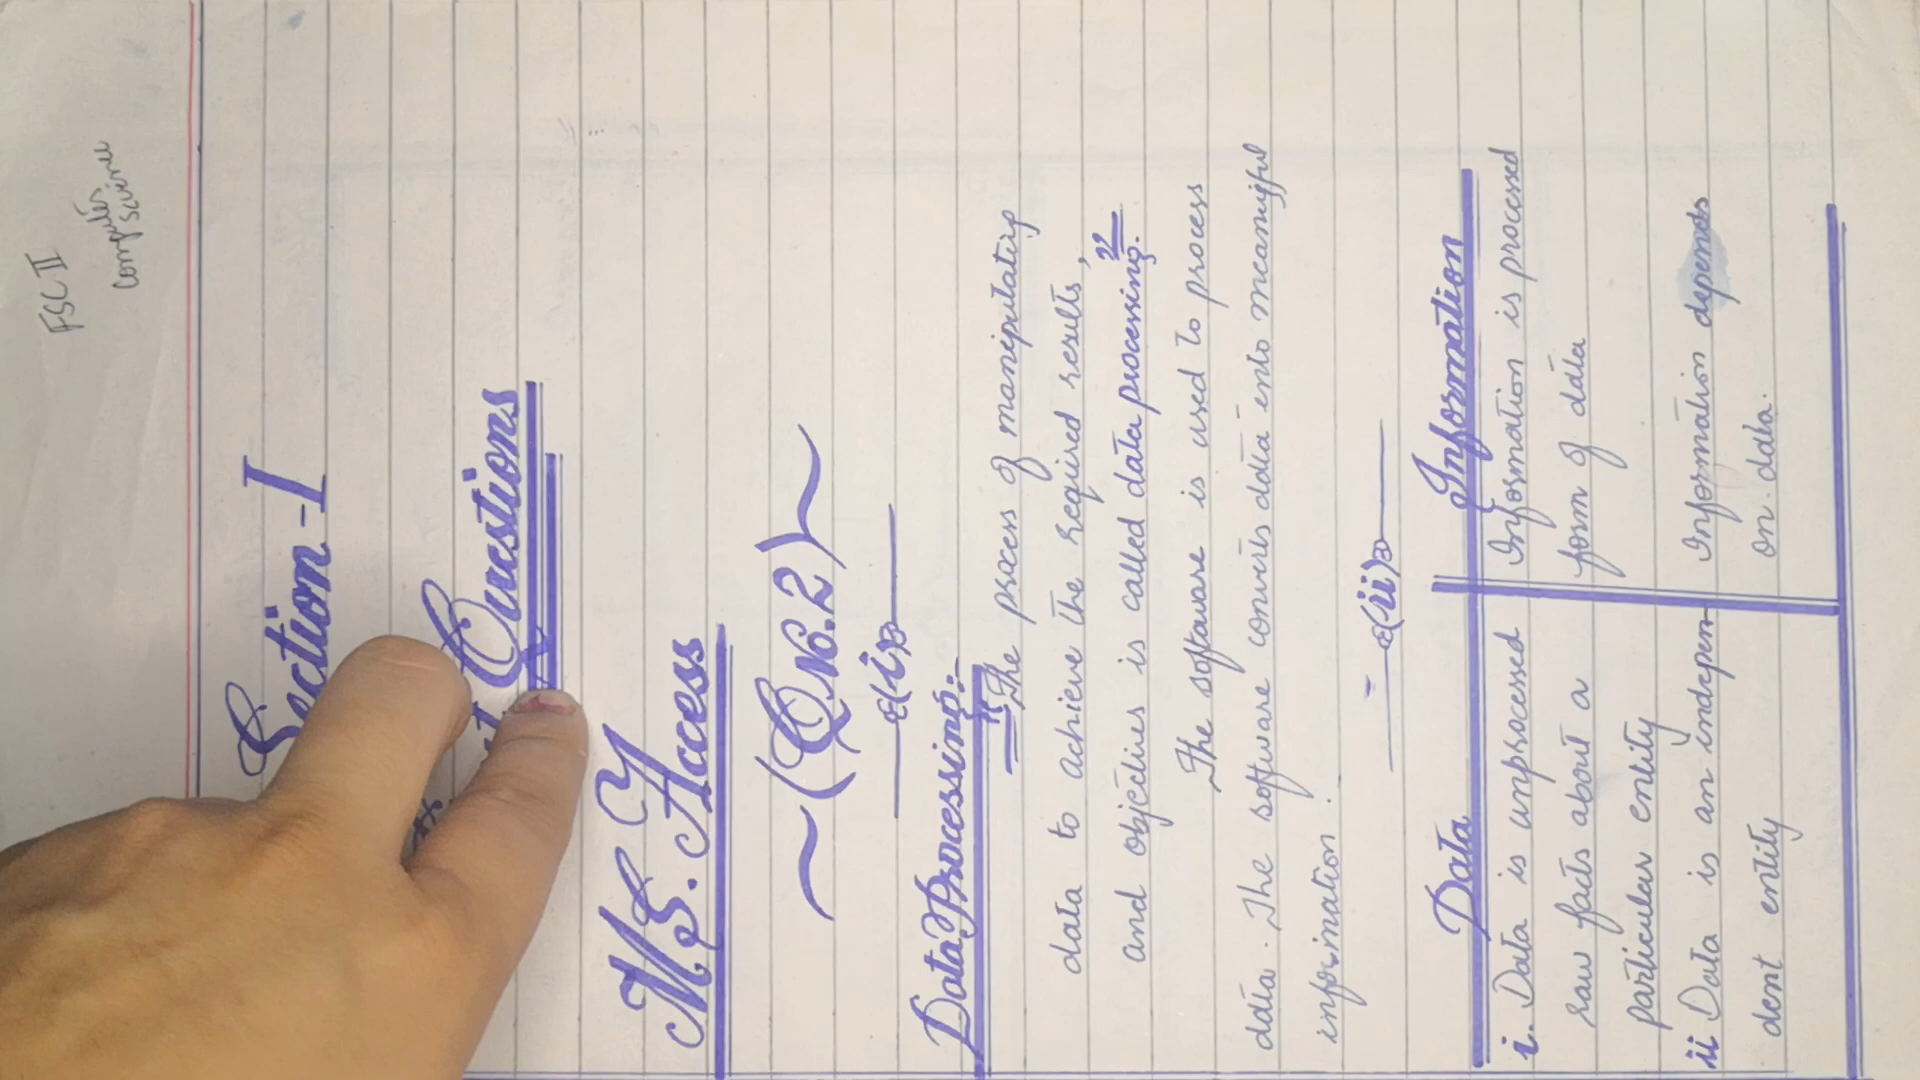 FSC II
Computer
Science
Section-I
Questions
M.S. Access
(Q No.2)
(i)
Data Processing:-
"The process of manipulating
data to achieve the required results,
and objectives is called data processing."
The software is used to process
data. The software converts data into meaningful
information.
(ii)
Data Information
i. Data is unprocessed Information is processed
raw facts about a form of data
particular entity
ii Data is an indepen- Information depends
dent entity on data.